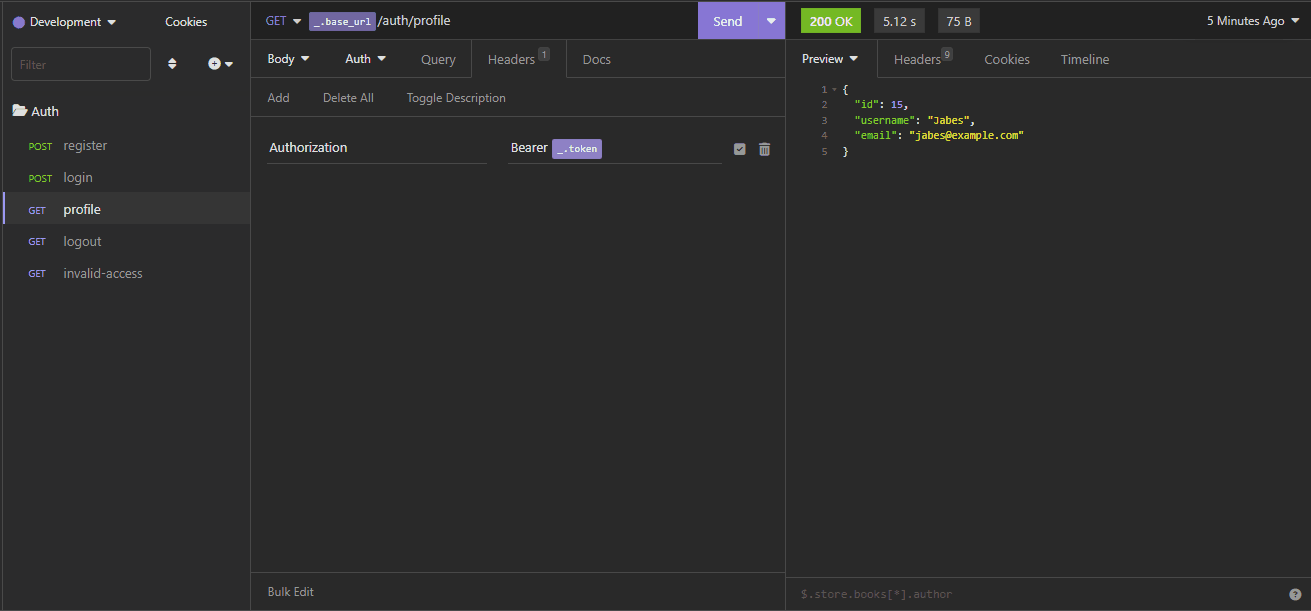 Development
Cookies
Filter
Auth
POST register
POST login
GET profile
GET logout
GET invalid-access
GET _.base_url /auth/profile
Send
Body
Auth
Query
Headers 1
Docs
Add
Delete All
Toggle Description
Authorization
Bearer _.token
Bulk Edit
200 OK
5.12 s
75 B
5 Minutes Ago
Preview
Headers 9
Cookies
Timeline
1 {
2 "id": 15,
3 "username": "Jabes",
4 "email": "jabes@example.com"
5 }
$.store.books[*].author
?